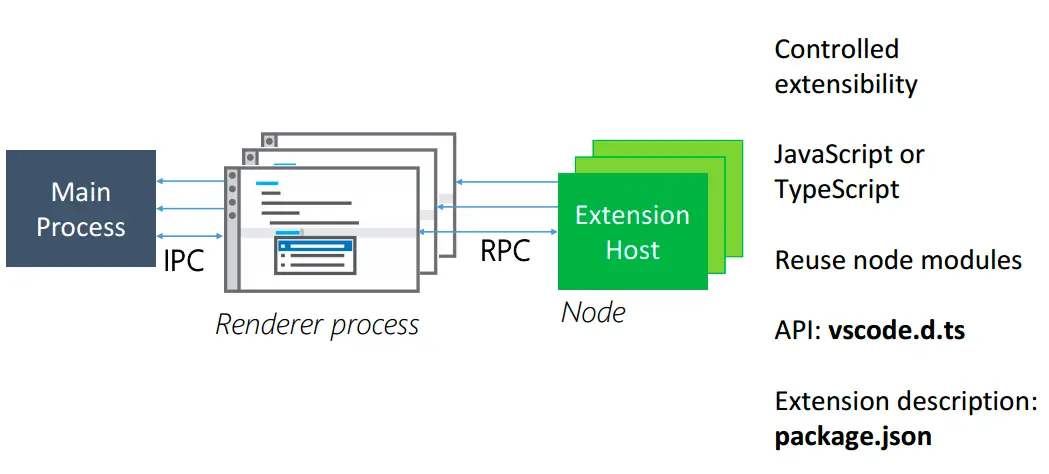 Main
Process
IPC
Renderer process
RPC
Extension
Host
Node
Controlled
extensibility
JavaScript or
TypeScript
Reuse node modules
API: vscode.d.ts
Extension description:
package.json